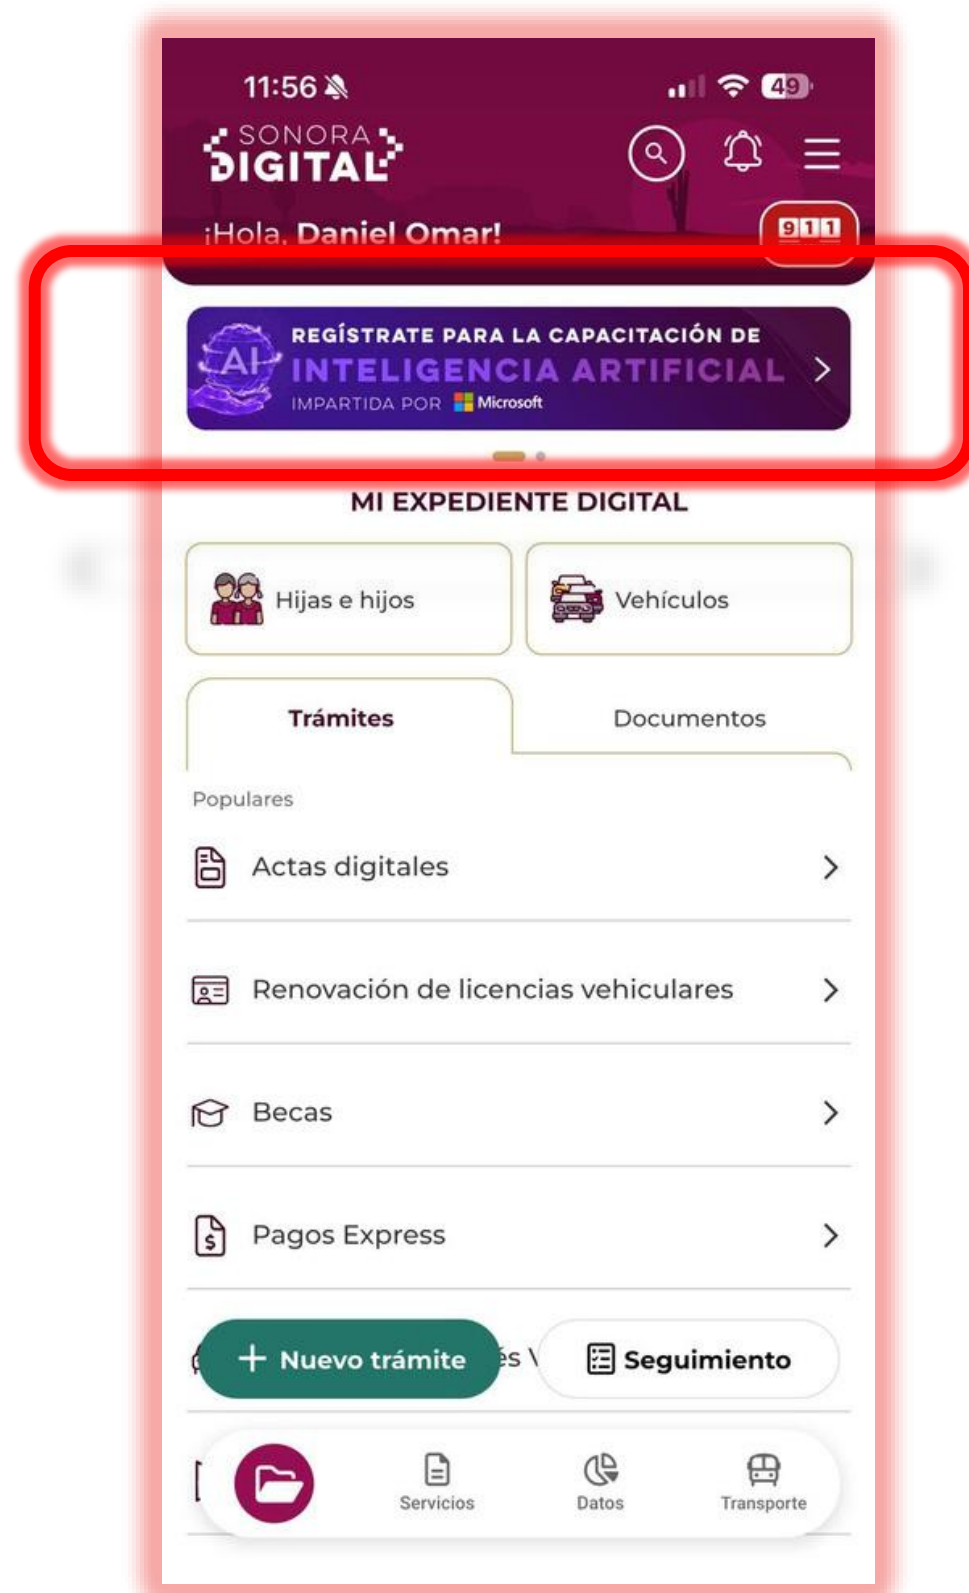 11:56
49
SONORA
DIGITAL
¡Hola, Daniel Omar!
911
AI
REGÍSTRATE PARA LA CAPACITACIÓN DE
INTELIGENCIA ARTIFICIAL
IMPARTIDA POR Microsoft
MI EXPEDIENTE DIGITAL
Hijas e hijos
Vehículos
Trámites
Documentos
Populares
Actas digitales
Renovación de licencias vehiculares
Becas
Pagos Express
+ Nuevo trámite
Seguimiento
Servicios
Datos
Transporte